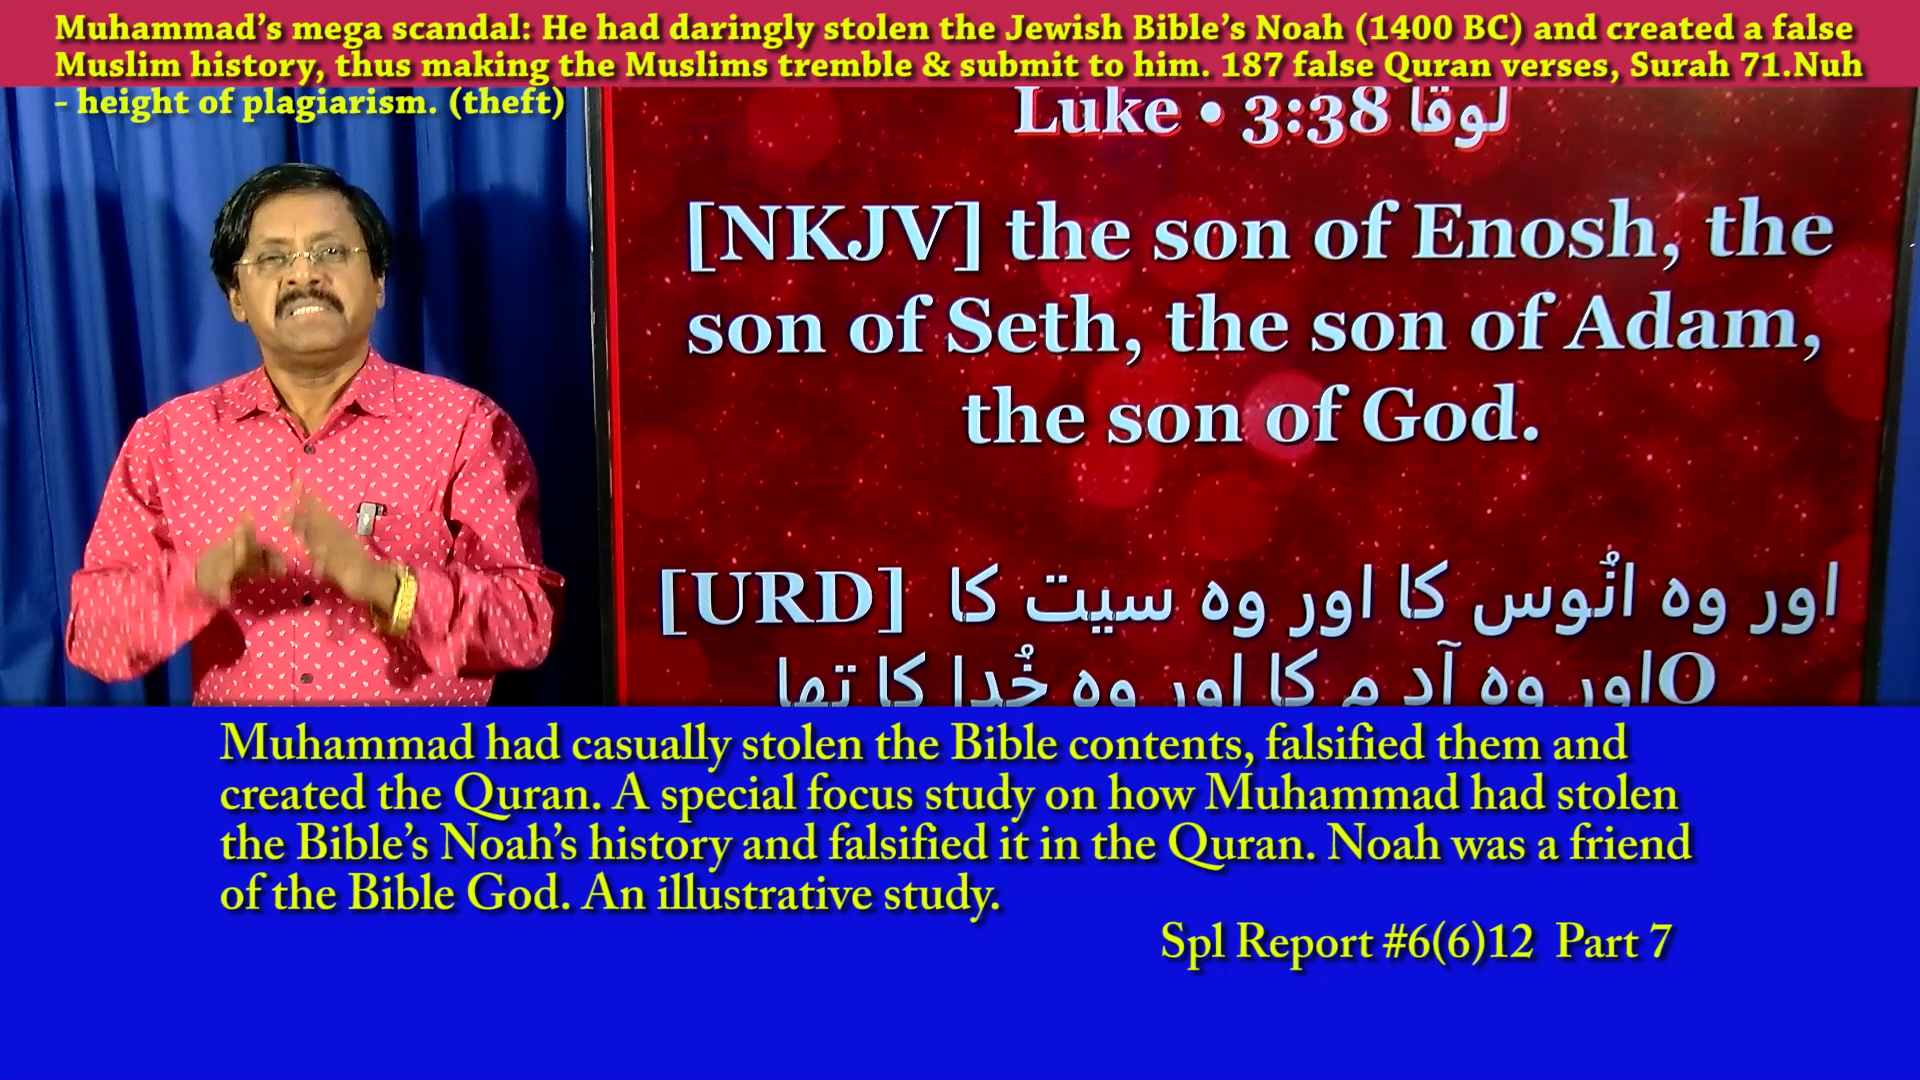 Muhammad’s mega scandal: He had daringly stolen the Jewish Bible’s Noah (1400 BC) and created a false
Muslim history, thus making the Muslims tremble & submit to him. 187 false Quran verses, Surah 71.Nuh
- height of plagiarism. (theft)
Luke • 3:38 لوقا
[NKJV] the son of Enosh, the
son of Seth, the son of Adam,
the son of God.
[URD] اور وہ انُوس کا اور وہ سیت کا
Oاور وہ آد م کا اور وہ خُدا کا تھا
Muhammad had casually stolen the Bible contents, falsified them and
created the Quran. A special focus study on how Muhammad had stolen
the Bible’s Noah’s history and falsified it in the Quran. Noah was a friend
of the Bible God. An illustrative study.
Spl Report #6(6)12 Part 7